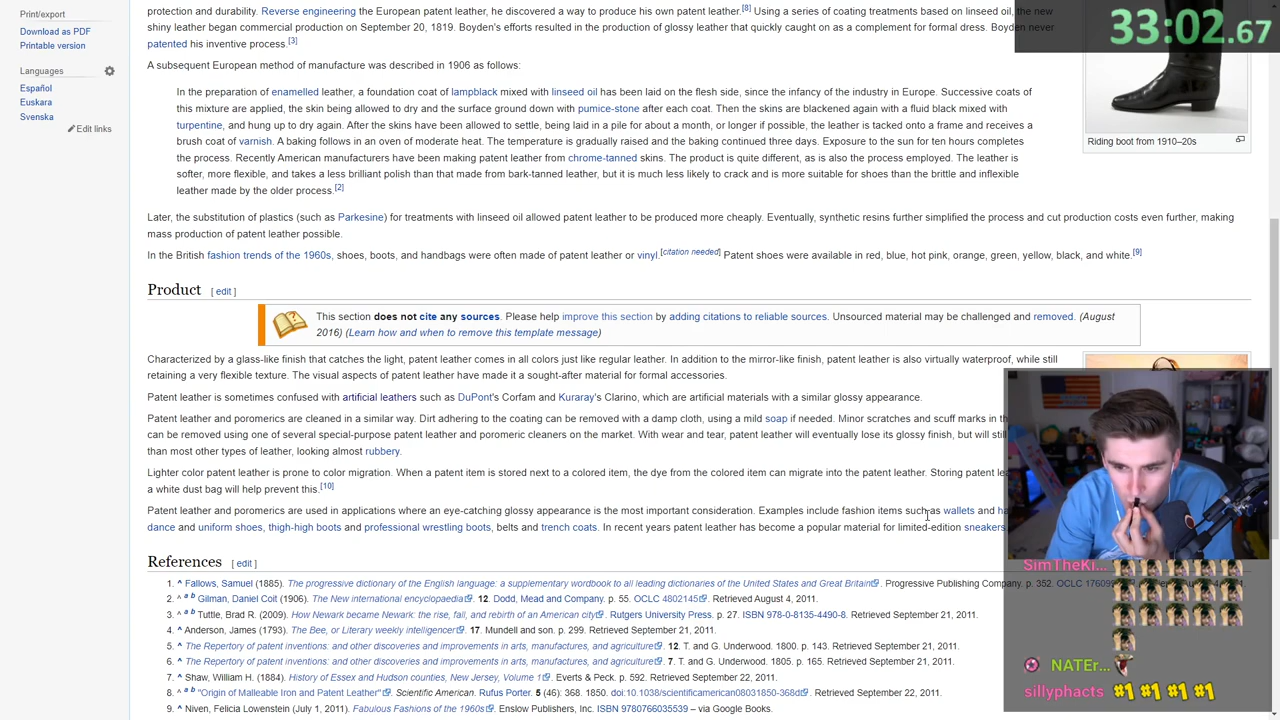 Print/export
Download as PDF
Printable version
Languages
Español
Euskara
Svenska
Edit links
protection and durability. Reverse engineering the European patent leather, he discovered a way to produce his own patent leather.[8] Using a series of coating treatments based on linseed oil, the new
shiny leather began commercial production on September 20, 1819. Boyden's efforts resulted in the production of glossy leather that quickly caught on as a complement for formal dress. Boyden never
patented his inventive process.[3]
A subsequent European method of manufacture was described in 1906 as follows:
In the preparation of enamelled leather, a foundation coat of lampblack mixed with linseed oil has been laid on the flesh side, since the infancy of the industry in Europe. Successive coats of
this mixture are applied, the skin being allowed to dry and the surface ground down with pumice-stone after each coat. Then the skins are blackened again with a fluid black mixed with
turpentine, and hung up to dry again. After the skins have been allowed to settle, being laid in a pile for about a month, or longer if possible, the leather is tacked onto a frame and receives a
brush coat of varnish. A baking follows in an oven of moderate heat. The temperature is gradually raised and the baking continued three days. Exposure to the sun for ten hours completes
the process. Recently American manufacturers have been making patent leather from chrome-tanned skins. The product is quite different, as is also the process employed. The leather is
softer, more flexible, and takes a less brilliant polish than that made from bark-tanned leather, but it is much less likely to crack and is more suitable for shoes than the brittle and inflexible
leather made by the older process.[2]
Later, the substitution of plastics (such as Parkesine) for treatments with linseed oil allowed patent leather to be produced more cheaply. Eventually, synthetic resins further simplified the process and cut production costs even further, making
mass production of patent leather possible.
In the British fashion trends of the 1960s, shoes, boots, and handbags were often made of patent leather or vinyl.[citation needed] Patent shoes were available in red, blue, hot pink, orange, green, yellow, black, and white.[9]
Product [ edit ]
This section does not cite any sources. Please help improve this section by adding citations to reliable sources. Unsourced material may be challenged and removed. (August
2016) (Learn how and when to remove this template message)
Characterized by a glass-like finish that catches the light, patent leather comes in all colors just like regular leather. In addition to the mirror-like finish, patent leather is also virtually waterproof, while still
retaining a very flexible texture. The visual aspects of patent leather have made it a sought-after material for formal accessories.
Patent leather is sometimes confused with artificial leathers such as DuPont's Corfam and Kuraray's Clarino, which are artificial materials with a similar glossy appearance.
Patent leather and poromerics are cleaned in a similar way. Dirt adhering to the coating can be removed with a damp cloth, using a mild soap if needed. Minor scratches and scuff marks in th
can be removed using one of several special-purpose patent leather and poromeric cleaners on the market. With wear and tear, patent leather will eventually lose its glossy finish, but will still
than most other types of leather, looking almost rubbery.
Lighter color patent leather is prone to color migration. When a patent item is stored next to a colored item, the dye from the colored item can migrate into the patent leather. Storing patent lea
a white dust bag will help prevent this.[10]
Patent leather and poromerics are used in applications where an eye-catching glossy appearance is the most important consideration. Examples include fashion items such as wallets and ha
dance and uniform shoes, thigh-high boots and professional wrestling boots, belts and trench coats. In recent years patent leather has become a popular material for limited-edition sneakers
References [ edit ]
1. ^ Fallows, Samuel (1885). The progressive dictionary of the English language: a supplementary wordbook to all leading dictionaries of the United States and Great Britain. Progressive Publishing Company. p. 352. OCLC 176099
2. ^ a b Gilman, Daniel Coit (1906). The New international encyclopaedia. 12. Dodd, Mead and Company. p. 55. OCLC 4802145. Retrieved August 4, 2011.
3. ^ a b Tuttle, Brad R. (2009). How Newark became Newark: the rise, fall, and rebirth of an American city. Rutgers University Press. p. 27. ISBN 978-0-8135-4490-8. Retrieved September 21, 2011.
4. ^ Anderson, James (1793). The Bee, or Literary weekly intelligencer. 17. Mundell and son. p. 299. Retrieved September 21, 2011.
5. ^ The Repertory of patent inventions: and other discoveries and improvements in arts, manufactures, and agriculture. 12. T. and G. Underwood. 1800. p. 143. Retrieved September 21, 2011.
6. ^ The Repertory of patent inventions: and other discoveries and improvements in arts, manufactures, and agriculture. 7. T. and G. Underwood. 1805. p. 165. Retrieved September 22, 2011.
7. ^ Shaw, William H. (1884). History of Essex and Hudson counties, New Jersey, Volume 1. Everts & Peck. p. 592. Retrieved September 22, 2011.
8. ^ a b "Origin of Malleable Iron and Patent Leather". Scientific American. Rufus Porter. 5 (46): 368. 1850. doi:10.1038/scientificamerican08031850-368d. Retrieved September 22, 2011.
9. ^ Niven, Felicia Lowenstein (July 1, 2011). Fabulous Fashions of the 1960s. Enslow Publishers, Inc. ISBN 9780766035539 – via Google Books.
33:02.67
Riding boot from 1910–20s
SimTheKi...
NATEr...
sillyphacts #1 #1 #1 #1